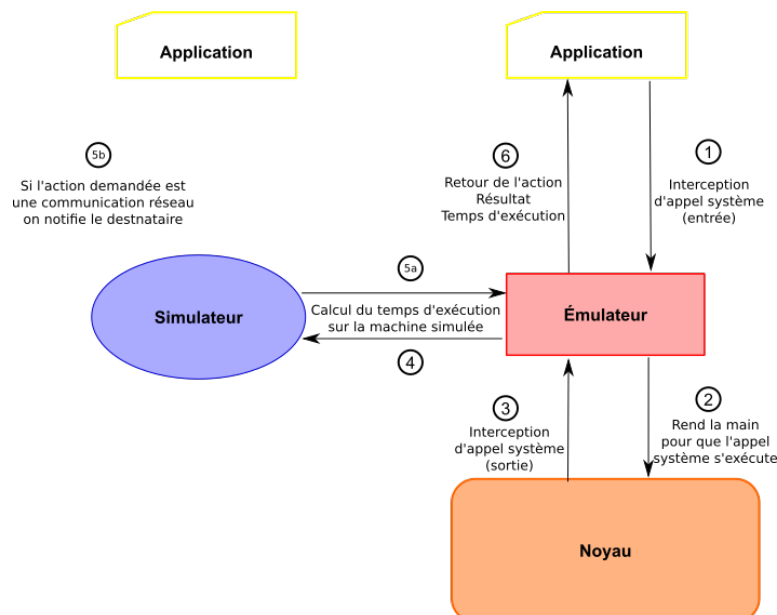 Application
Application
5b
Si l'action demandée est
une communication réseau
on notifie le destnataire
6
Retour de l'action
Résultat
Temps d'exécution
1
Interception
d'appel système
(entrée)
5a
Simulateur
Calcul du temps d'exécution
sur la machine simulée
Émulateur
4
3
Interception
d'appel système
(sortie)
2
Rend la main
pour que l'appel
système s'exécute
Noyau